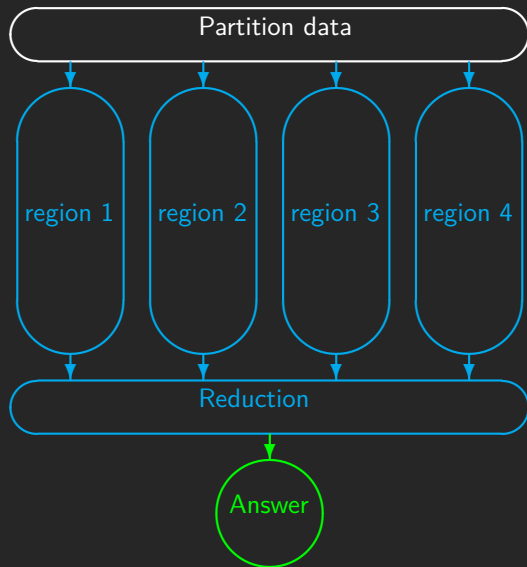 Partition data
region 1 region 2 region 3 region 4
Reduction
Answer